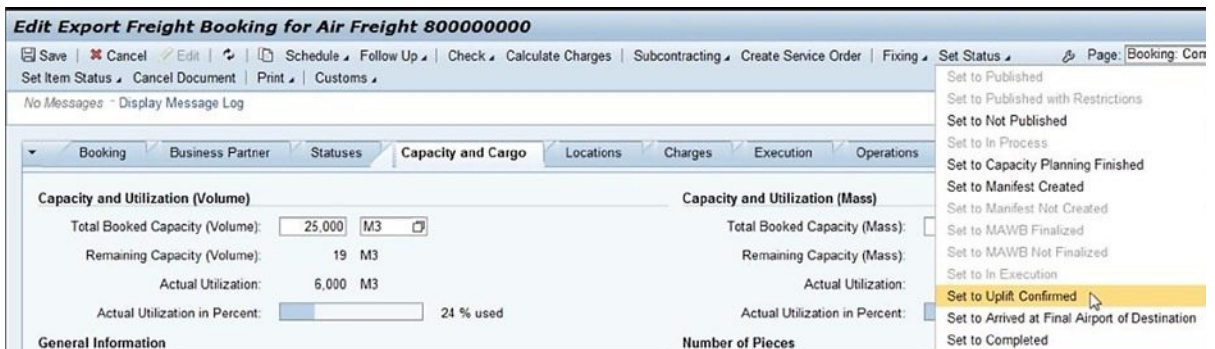 Edit Export Freight Booking for Air Freight 800000000
Save | Cancel Edit | Schedule Follow Up | Check Calculate Charges | Subcontracting Create Service Order | Fixing Set Status Page: Booking: Com
Set Item Status Cancel Document | Print | Customs
No Messages - Display Message Log
Booking Business Partner Statuses Capacity and Cargo Locations Charges Execution Operations
Capacity and Utilization (Volume)
Total Booked Capacity (Volume): 25,000 M3
Remaining Capacity (Volume): 19 M3
Actual Utilization: 6,000 M3
Actual Utilization in Percent: 24 % used
General Information
Capacity and Utilization (Mass)
Total Booked Capacity (Mass):
Remaining Capacity (Mass):
Actual Utilization:
Actual Utilization in Percent:
Number of Pieces
Set to Published
Set to Published with Restrictions
Set to Not Published
Set to In Process
Set to Capacity Planning Finished
Set to Manifest Created
Set to Manifest Not Created
Set to MAWB Finalized
Set to MAWB Not Finalized
Set to In Execution
Set to Uplift Confirmed
Set to Arrived at Final Airport of Destination
Set to Completed